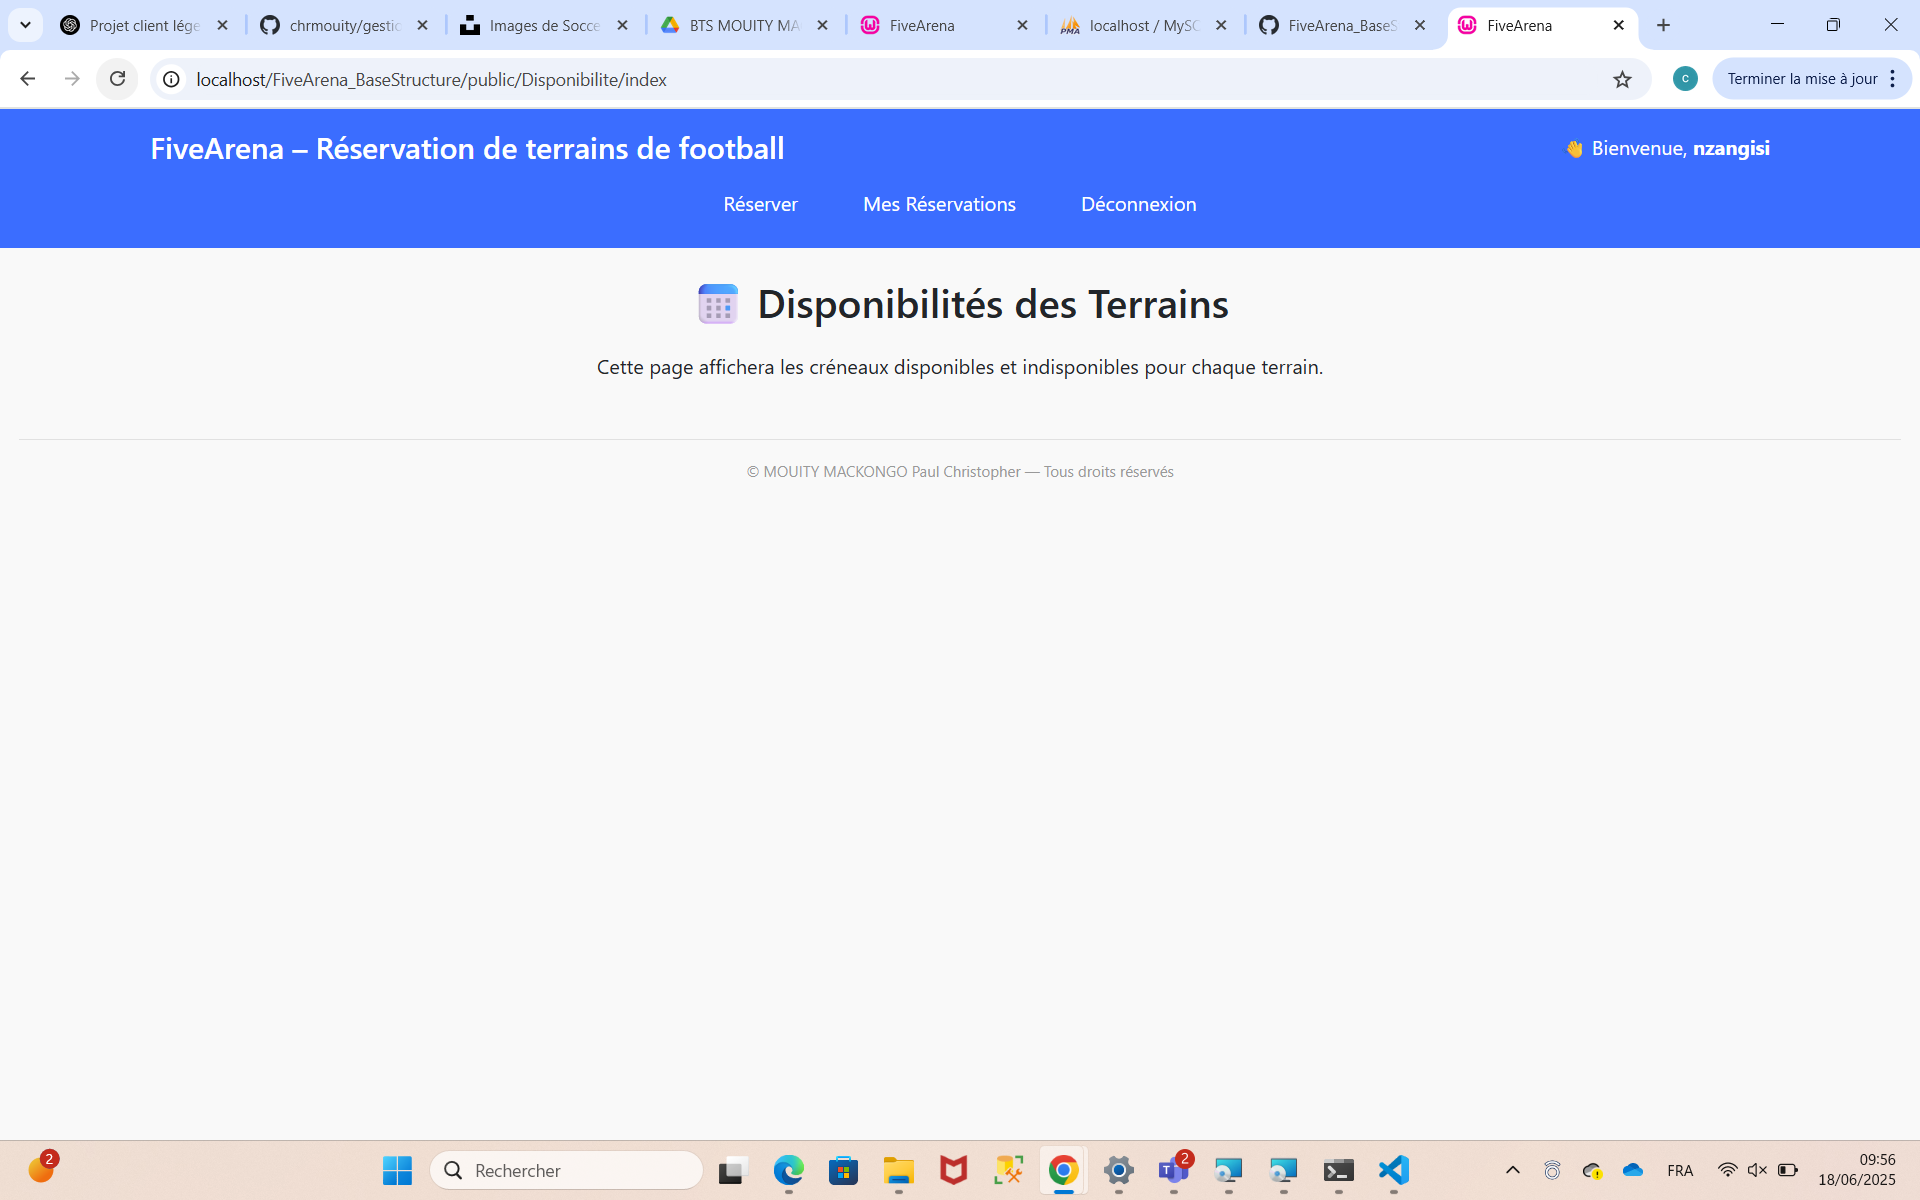 Projet client lége
chrmouity/gestic
Images de Socce
BTS MOUITY MA
FiveArena
localhost / MySC
FiveArena_BaseS
FiveArena
localhost/FiveArena_BaseStructure/public/Disponibilite/index
C
Terminer la mise à jour
FiveArena – Réservation de terrains de football
👋 Bienvenue, nzangisi
Réserver
Mes Réservations
Déconnexion
Disponibilités des Terrains
Cette page affichera les créneaux disponibles et indisponibles pour chaque terrain.
© MOUITY MACKONGO Paul Christopher — Tous droits réservés
2
Rechercher
2
FRA
09:56
18/06/2025